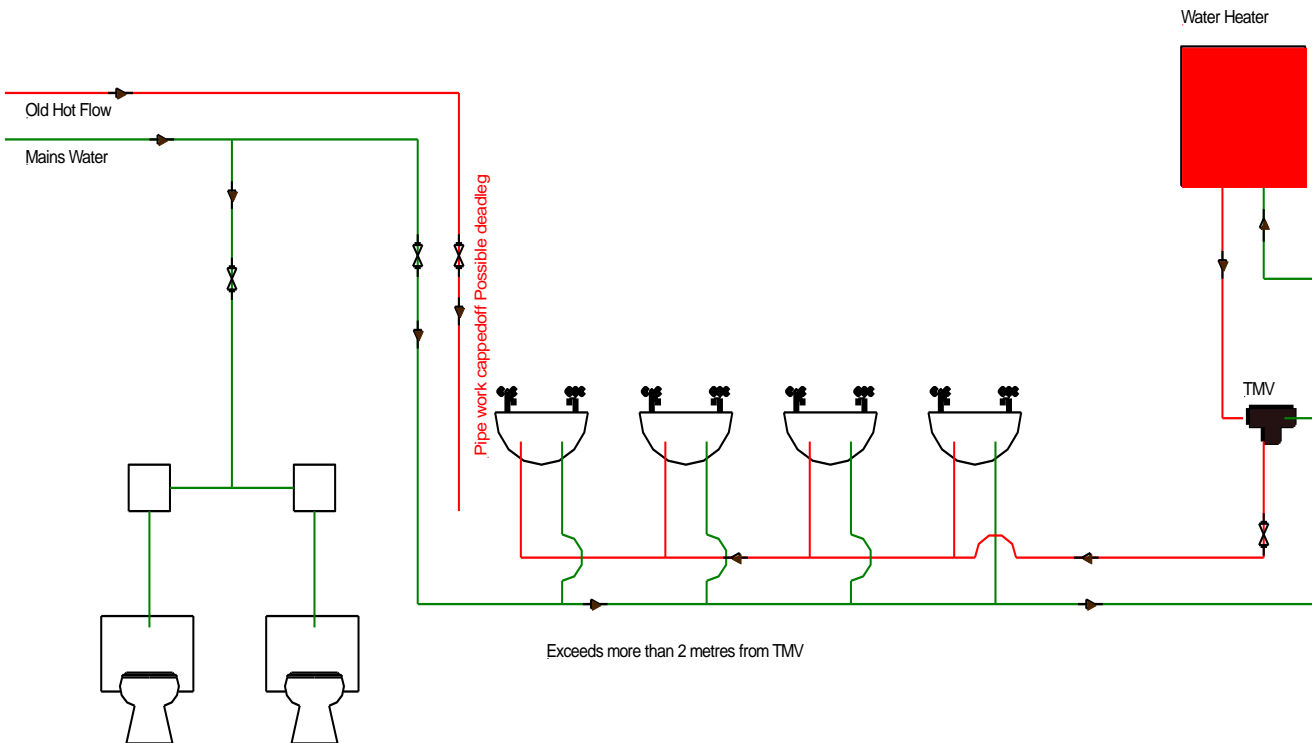 Water Heater
Old Hot Flow
Mains Water
Pipe work cappedoff Possible deadleg
TMV
Exceeds more than 2 metres from TMV